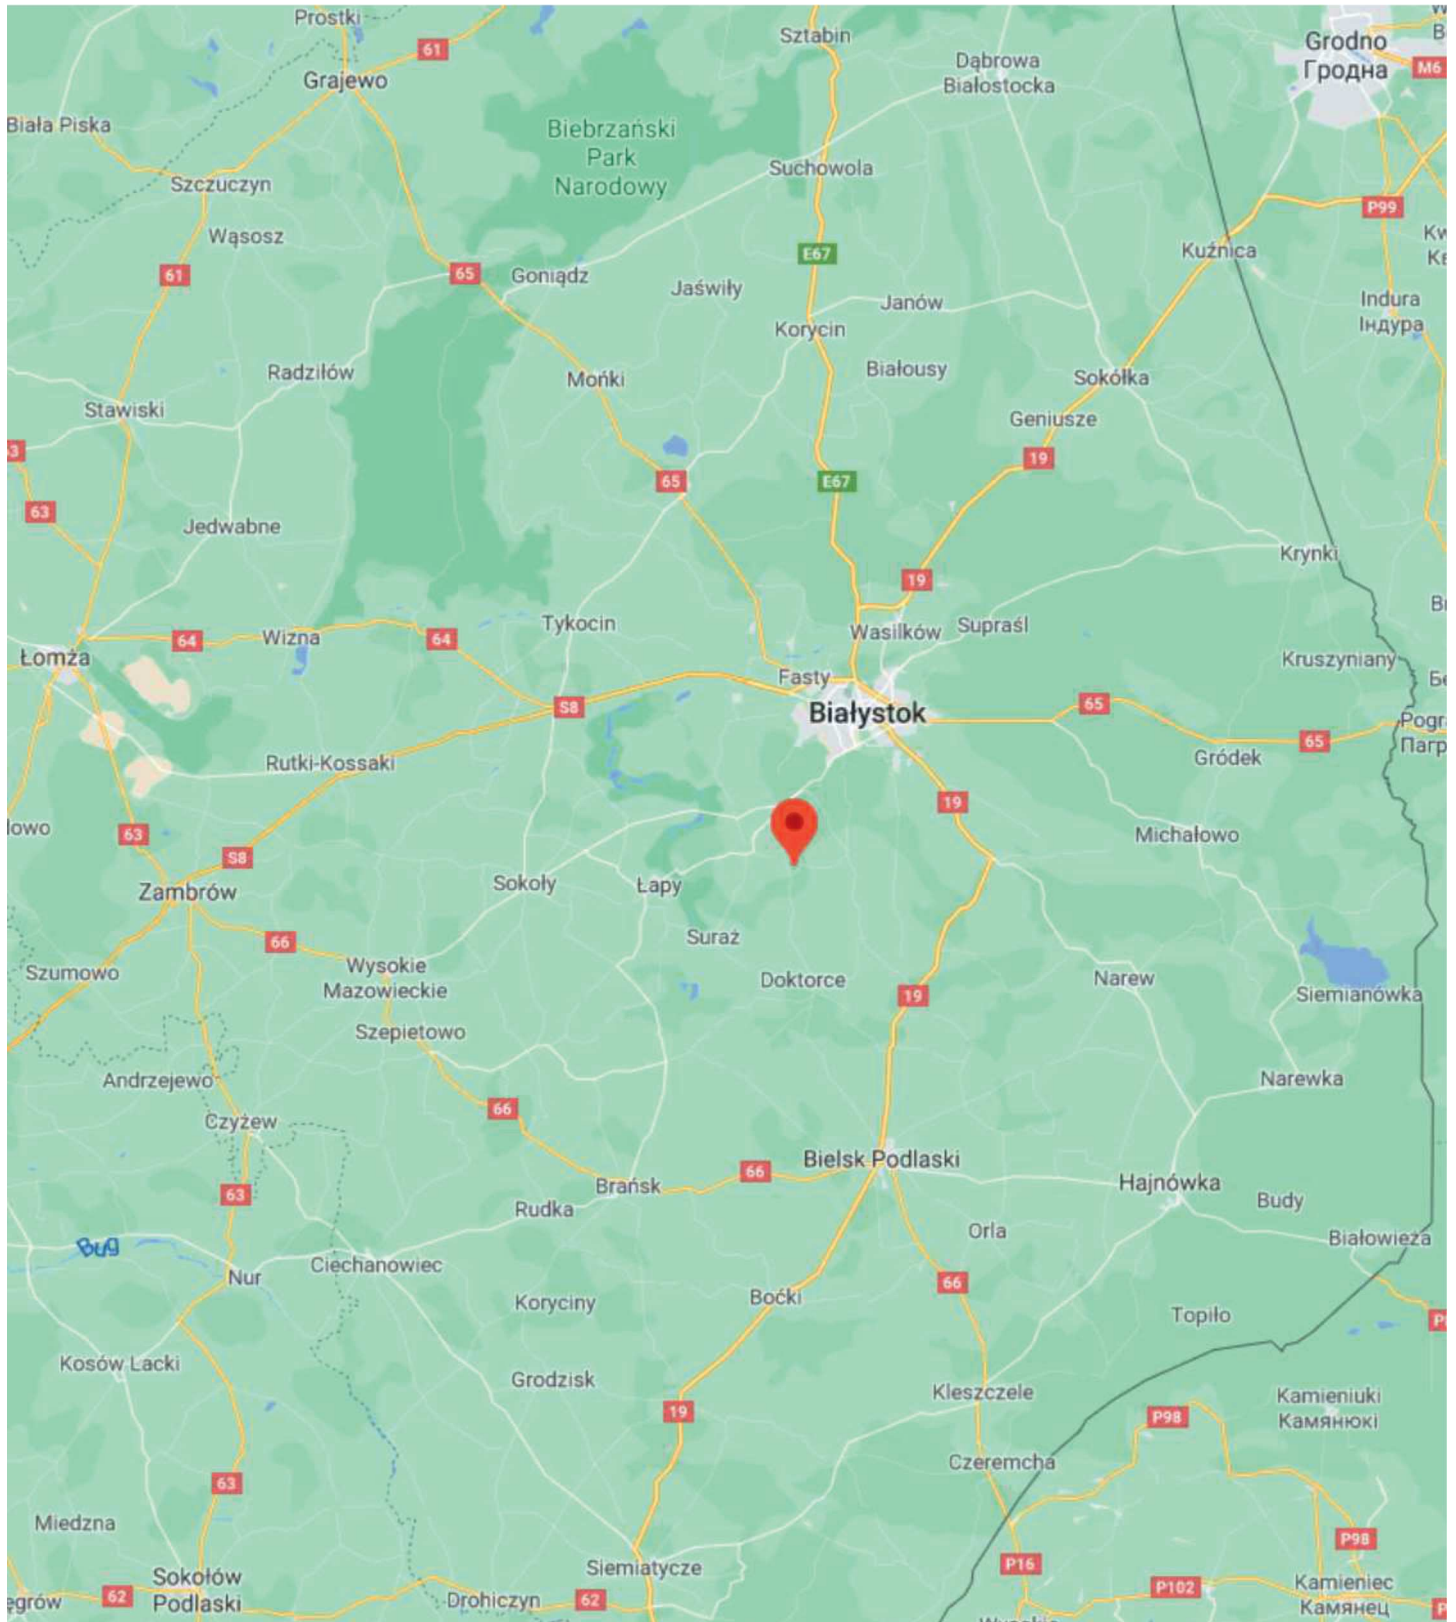 Prostki
61
Grajewo
Sztabin
Dąbrowa
Białostocka
Grodno
Гродна
M6
Biała Piska
Biebrzański
Park
Narodowy
Suchowola
Szczuczyn
P99
Wąsosz
61
65
Goniądz
E67
Kuźnica
Jaświły
Janów
Indura
Індура
Korycin
Radziłów
Mońki
Białousy
Sokółka
Stawiski
Geniusze
63
65
E67
19
Jedwabne
Krynki
19
Tykocin
64
Wizna
64
Wasilków
Supraśl
Łomża
Kruszyniany
Fasty
S8
Białystok
65
65
Rutki-Kossaki
Gródek
19
63
S8
Michałowo
Zambrów
Sokoły
Łapy
66
Suraż
Szumowo
Wysokie
Mazowieckie
Doktorce
19
Narew
Siemianówka
Szepietowo
Andrzejewo
Narewka
66
Czyżew
Bielsk Podlaski
66
63
Brańsk
Hajnówka
Rudka
Budy
Orla
Bug
Białowieża
Nur
Ciechanowiec
66
Koryciny
Boćki
Topiło
Kosów Lacki
Grodzisk
Kleszczele
Kamieniuki
Камянюкі
19
P98
Czeremcha
63
Miedzna
P98
Siemiatycze
P16
Sokołów
Podlaski
62
Drohiczyn
62
P102
Kamieniec
Камянец